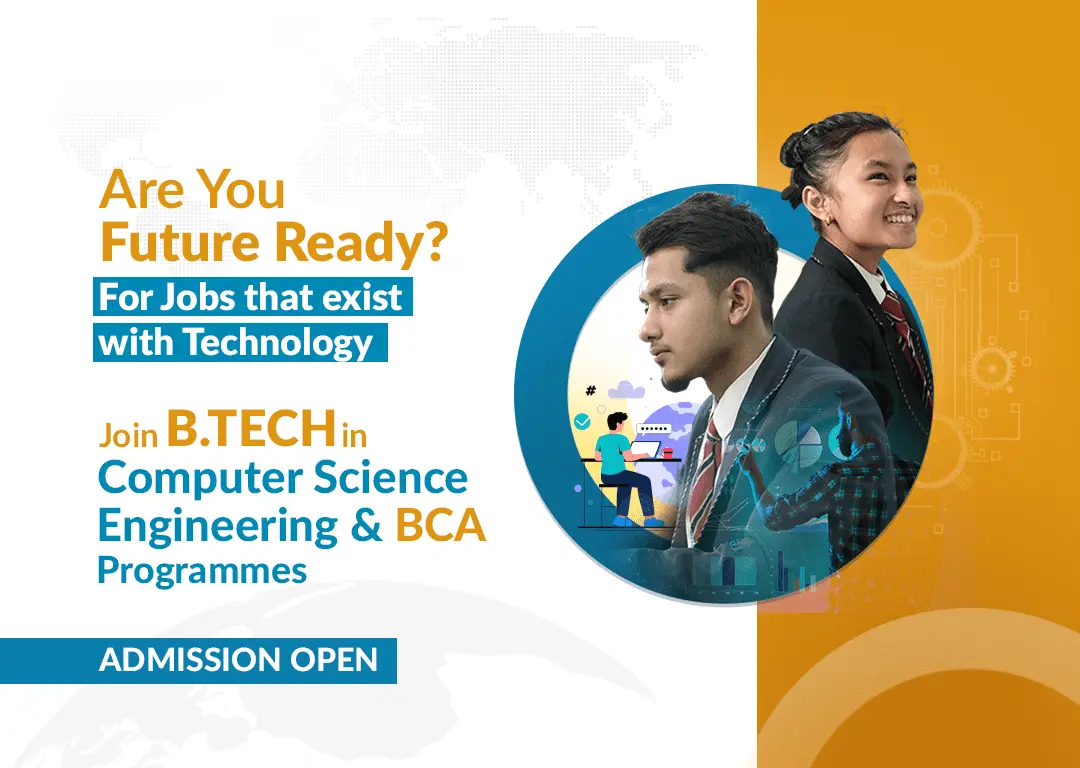 Are You
Future Ready?
For Jobs that exist
with Technology
Join B.TECH in
Computer Science
Engineering & BCA
Programmes
ADMISSION OPEN
#